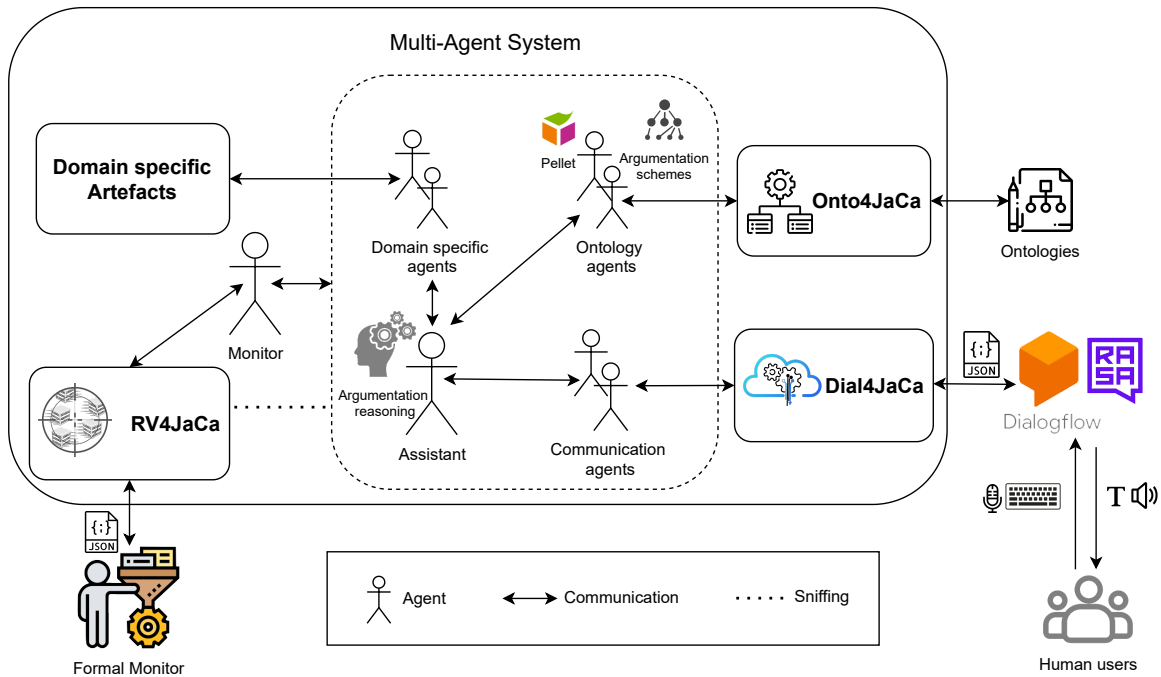 Multi-Agent System
Domain specific
Artefacts
Pellet
Argumentation
schemes
Onto4JaCa
Ontologies
Domain specific
agents
Ontology
agents
Monitor
RV4JaCa
Argumentation
reasoning
Assistant
Communication
agents
Dial4JaCa
{;}
JSON
RASA
Dialogflow
T
{;}
JSON
Formal Monitor
Agent
Communication
Sniffing
Human users